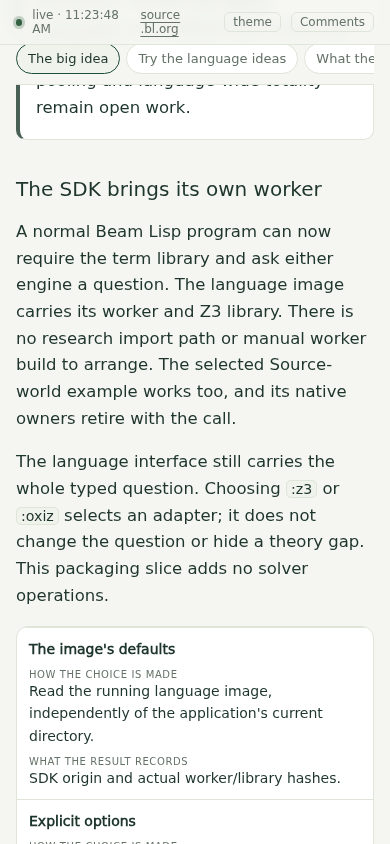 live · 11:23:48 AM
source.bl.org
theme
Comments
The big idea
Try the language ideas
What the
remain open work.
The SDK brings its own worker
A normal Beam Lisp program can now
require the term library and ask either
engine a question. The language image
carries its worker and Z3 library. There is
no research import path or manual worker
build to arrange. The selected Source-
world example works too, and its native
owners retire with the call.
The language interface still carries the
whole typed question. Choosing :z3 or
:oxiz selects an adapter; it does not
change the question or hide a theory gap.
This packaging slice adds no solver
operations.
The image's defaults
HOW THE CHOICE IS MADE
Read the running language image,
independently of the application's current
directory.
WHAT THE RESULT RECORDS
SDK origin and actual worker/library hashes.
Explicit options